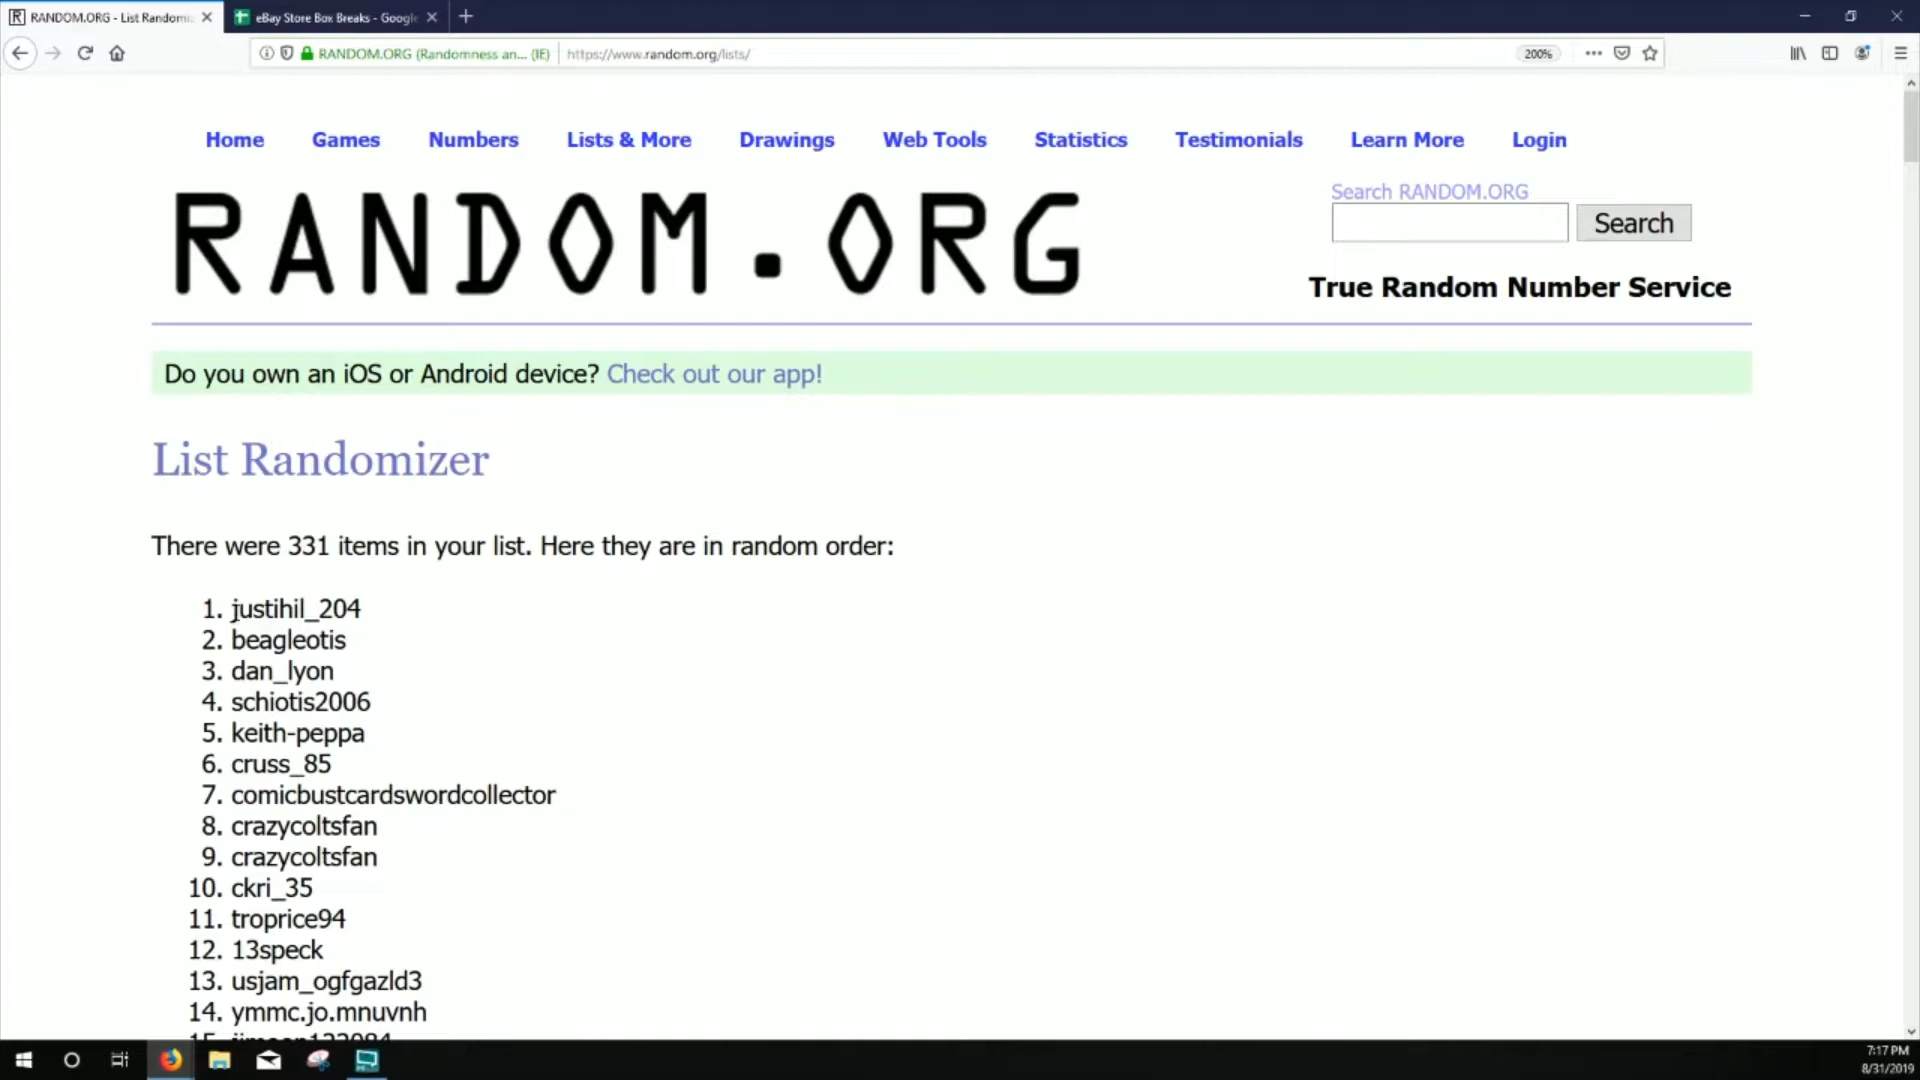 RANDOM.ORG - List Randomi
eBay Store Box Breaks - Google
RANDOM.ORG (Randomness an... (IE)
https://www.random.org/lists/
200%
Home Games Numbers Lists & More Drawings Web Tools Statistics Testimonials Learn More Login
RANDOM.ORG
Search RANDOM.ORG
Search
True Random Number Service
Do you own an iOS or Android device? Check out our app!
List Randomizer
There were 331 items in your list. Here they are in random order:
1. justihil_204
2. beagleotis
3. dan_lyon
4. schiotis2006
5. keith-peppa
6. cruss_85
7. comicbustcardswordcollector
8. crazycoltsfan
9. crazycoltsfan
10. ckri_35
11. troprice94
12. 13speck
13. usjam_ogfgazld3
14. ymmc.jo.mnuvnh
7:17 PM
8/31/2019